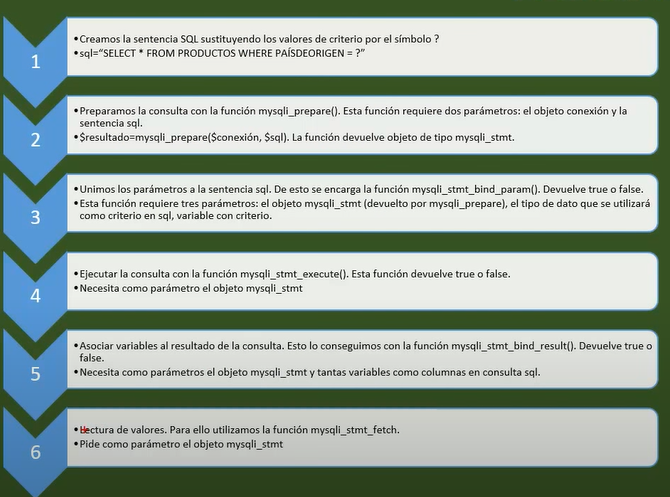 1
•Creamos la sentencia SQL sustituyendo los valores de criterio por el símbolo ?
•sql=“SELECT * FROM PRODUCTOS WHERE PAÍSDEORIGEN = ?”
2
•Preparamos la consulta con la función mysqli_prepare(). Esta función requiere dos parámetros: el objeto conexión y la
sentencia sql.
•$resultado=mysqli_prepare($conexión, $sql). La función devuelve objeto de tipo mysqli_stmt.
3
•Unimos los parámetros a la sentencia sql. De esto se encarga la función mysqli_stmt_bind_param(). Devuelve true o false.
•Esta función requiere tres parámetros: el objeto mysqli_stmt (devuelto por mysqli_prepare), el tipo de dato que se utilizará
como criterio en sql, variable con criterio.
4
•Ejecutar la consulta con la función mysqli_stmt_execute(). Esta función devuelve true o false.
•Necesita como parámetro el objeto mysqli_stmt
5
•Asociar variables al resultado de la consulta. Esto lo conseguimos con la función mysqli_stmt_bind_result(). Devuelve true o
false.
•Necesita como parámetros el objeto mysqli_stmt y tantas variables como columnas en consulta sql.
6
•Lectura de valores. Para ello utilizamos la función mysqli_stmt_fetch.
•Pide como parámetro el objeto mysqli_stmt